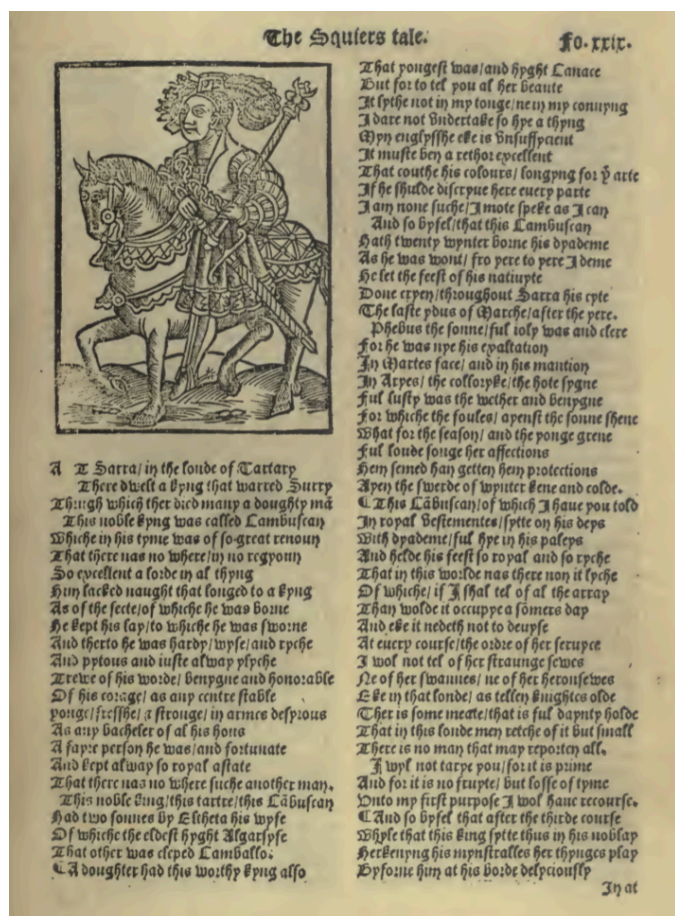 The Squiers tale.
Fo. xxix.
A T Sarra/ in the londe of Tartary
There dwelt a kyng that warred Surry
Through which ther died many a doughty mā
This noble kyng was called Cambuscan
Whiche in his tyme was of so great renoun
That there nas no where/in no regyoun
So excellent a lorde in al thyng
Him lacked naught that longed to a kyng
As of the secte/of whiche he was borne
He kept his lay/to whiche he was sworne
And therto he was hardy/wyse/and ryche
And pytous and iuste alway ylyche
Trewe of his worde/ benygne and honorable
Of his corage/ as any centre stable
yonge/fresshe/ & stronge/ in armes desyrous
As any bacheler of al his hous
A fayre person he was/and fortunate
And kept alway so royal astate
That there nas no where suche another man.
This noble king/this tartre/this Cābuscan
Had two sonnes by Eltheta his wyfe
Of whiche the eldest hyght Algarsyfe
That other was cleped Camballo.
¶A doughter had this worthy kyng also
That yongest was/and hyght Canace
But for to tel you al her beaute
It lythe not in my tonge/ne in my connyng
I dare not vndertake so hye a thyng
Myn englysshe eke is vnsuffycient
It muste ben a rethor excellent
That couthe his colours/ longyng for yͤ arte
If he shulde discryue here euery parte
I am none suche/I mote speke as I can
And so byfel/that this Cambuscan
Hath twenty wynter borne his dyademe
As he was wont/ fro yere to yere I deme
He let the feest of his natiuyte
Done cryen/throughout Sarra his cyte
The laste ydus of Marche/after the yere.
Phebus the sonne/ful ioly was and clere
For he was nye his exaltation
In Martes face/ and in his mantion
In Aryes/ the colloryke/the hote sygne
Ful lusty was the wether and benygne
For whiche the foules/ ayenst the sonne shene
What for the season/ and the yonge grene
Ful loude songe her affections
Hem semed han getten hem protections
Ayen the swerde of wynter kene and colde.
¶This Cābuscan/of which I haue you told
In royal vestementes/sytte on his deys
With dyademe/ful hye in his paleys
And helde his feest so royal and so ryche
That in this worlde nas there non it lyche
Of whiche/ if I shal tel of al the array
Than wolde it occuppe a sōmers day
And eke it nedeth not to deuyse
At euery course/the ordre of her seruyce
I wol not tel of her straunge sewes
Ne of her swannes/ ne of her heronsewes
Eke in that londe/ as tellen knightes olde
Ther is some meate/that is ful daynty holde
That in this londe men retche of it but small
There is no man that may reporten all.
I wyl not tarye you/for it is prime
And for it is no fruyte/ but losse of tyme
Vnto my first purpose I wol haue recourse.
¶And so byfel that after the thirde course
Whyle that this king sytte thus in his noblay
Herkenyng his mynstralles her thynges play
Byforne him at his borde delyciously
In at